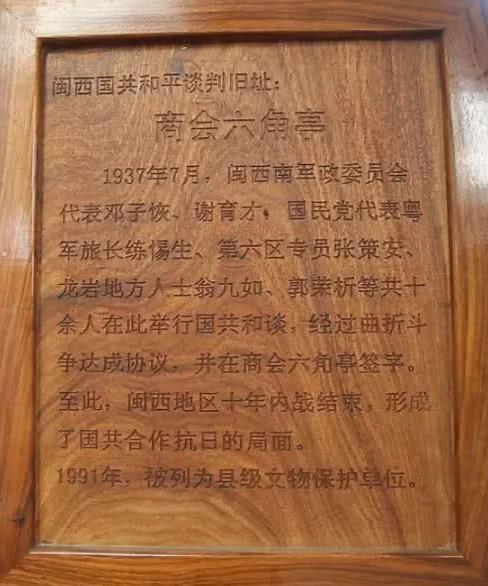 闽西国共和平谈判旧址：
商会六角亭
1937年7月，闽西南军政委员会
代表邓子恢、谢育才，国民党代表粤
军旅长练惕生、第六区专员张策安、
龙岩地方人士翁九如、郭荣析等共十
余人在此举行国共和谈，经过曲折斗
争达成协议，并在商会六角亭签字。
至此，闽西地区十年内战结束，形成
了国共合作抗日的局面。
1991年，被列为县级文物保护单位。